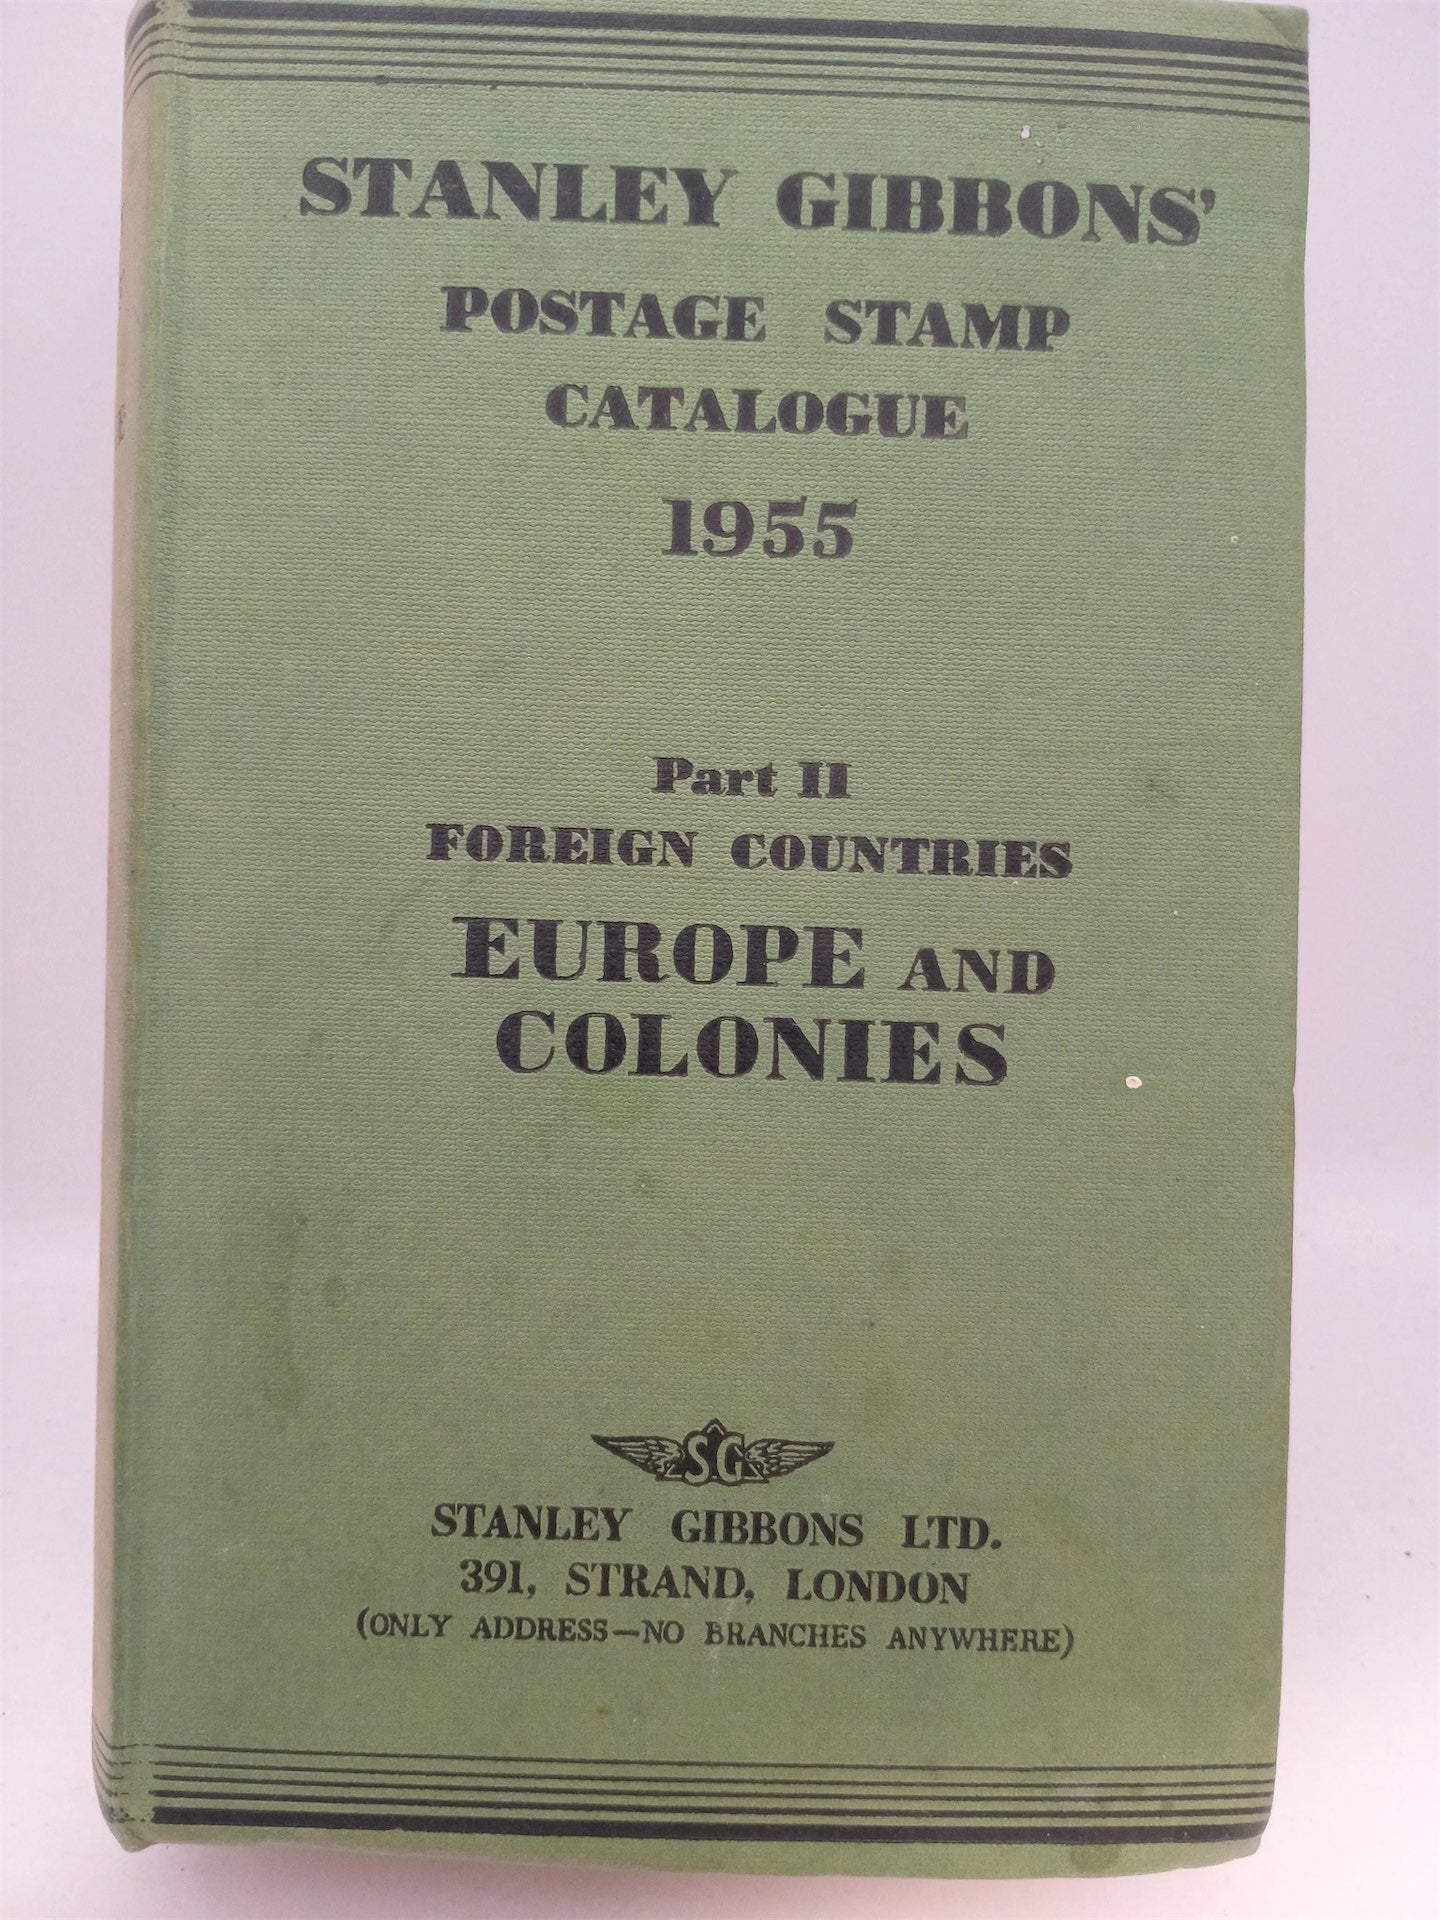 STANLEY GIBBONS'
POSTAGE STAMP
CATALOGUE
1955
Part II
FOREIGN COUNTRIES
EUROPE AND
COLONIES
S.G.
STANLEY GIBBONS LTD.
391, STRAND, LONDON
(ONLY ADDRESS—NO BRANCHES ANYWHERE)